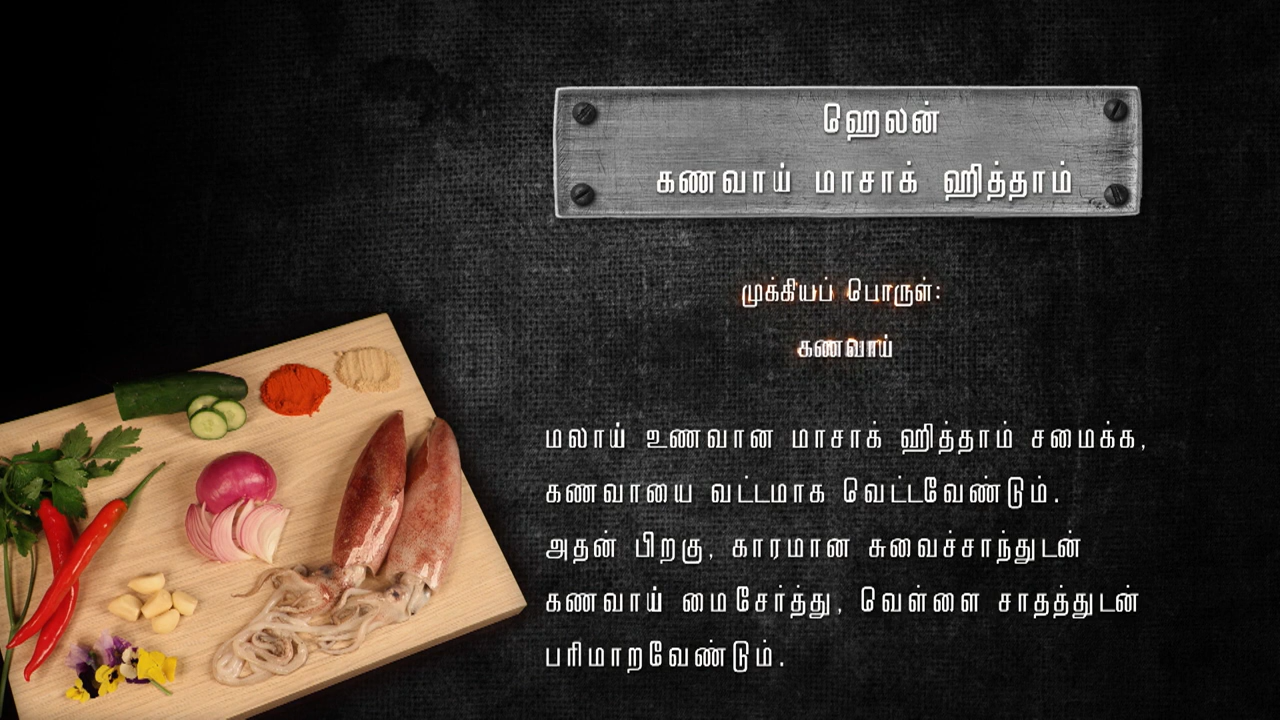 ஹேலன்
கணவாய் மாசாக் ஹித்தாம்
முக்கியப் பொருள்:
கணவாய்
மலாய் உணவான மாசாக் ஹித்தாம் சமைக்க,
கணவாயை வட்டமாக வெட்டவேண்டும்.
அதன் பிறகு, காரமான சுவைச்சாந்துடன்
கணவாய் மைசேர்த்து, வெள்ளை சாதத்துடன்
பரிமாறவேண்டும்.